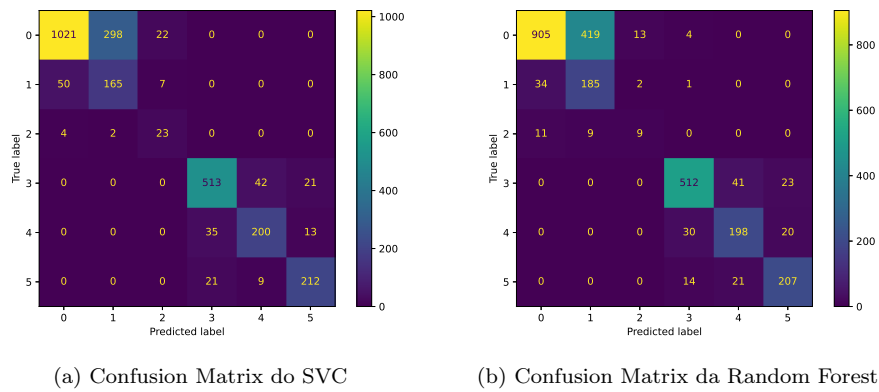 0 1021 298 22 0 0 0
1 50 165 7 0 0 0
2 4 2 23 0 0 0
3 0 0 0 513 42 21
4 0 0 0 35 200 13
5 0 0 0 21 9 212
0 1 2 3 4 5
True label
Predicted label
1000
800
600
400
200
0
(a) Confusion Matrix do SVC
0 905 419 13 4 0 0
1 34 185 2 1 0 0
2 11 9 9 0 0 0
3 0 0 0 512 41 23
4 0 0 0 30 198 20
5 0 0 0 14 21 207
0 1 2 3 4 5
True label
Predicted label
800
600
400
200
0
(b) Confusion Matrix da Random Forest